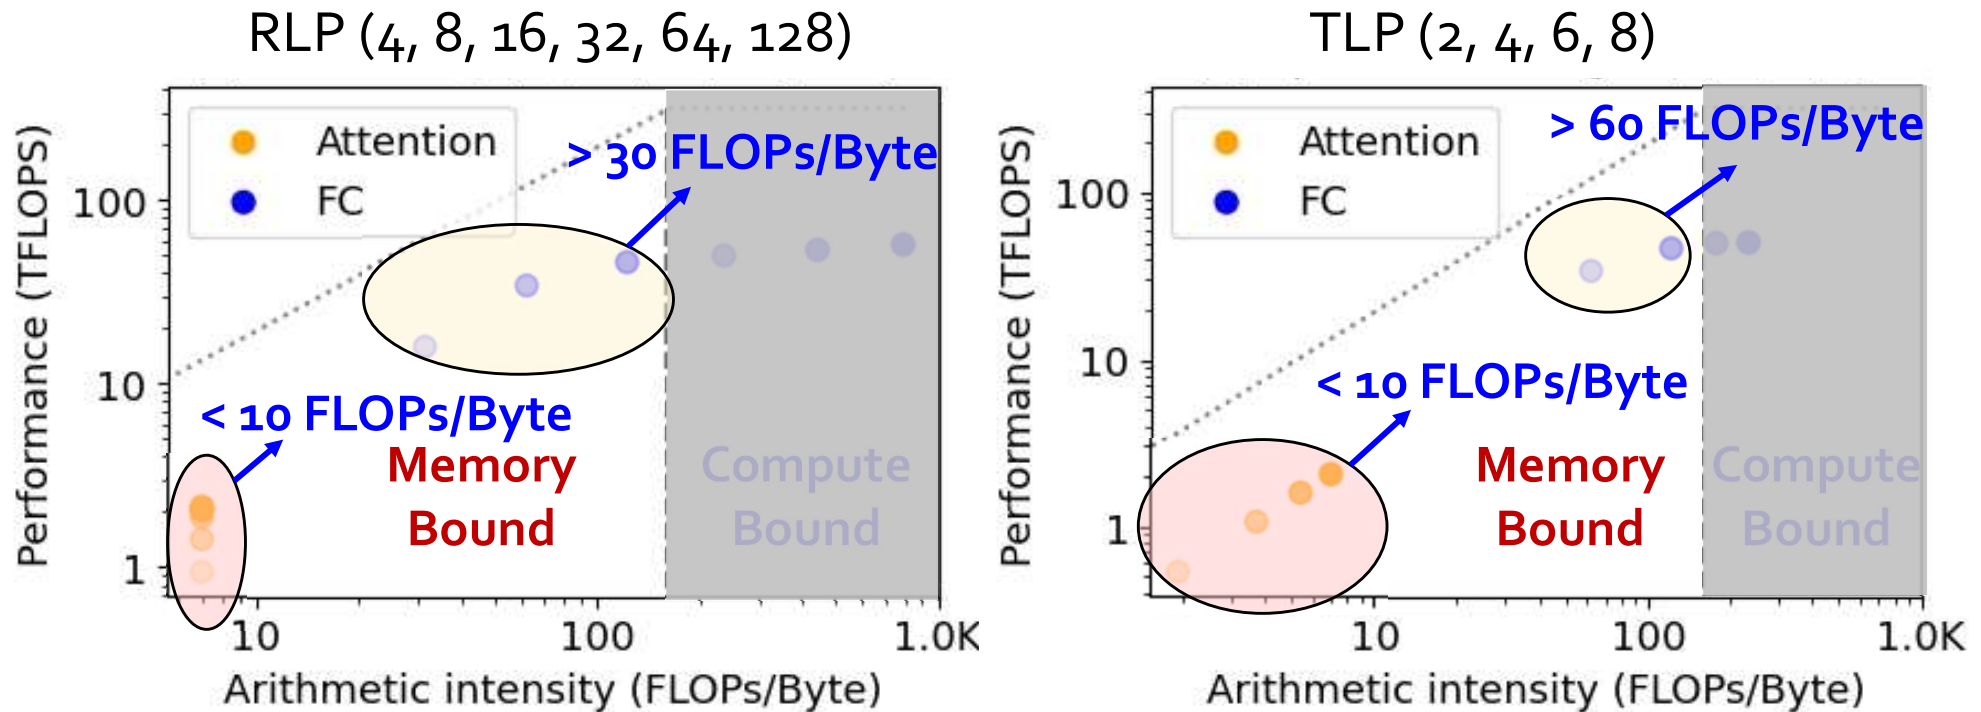 RLP (4, 8, 16, 32, 64, 128)
Performance (TFLOPS)
100
10
1
Attention
FC
> 30 FLOPs/Byte
< 10 FLOPs/Byte
Memory
Bound
Compute
Bound
10
100
1.0K
Arithmetic intensity (FLOPs/Byte)
TLP (2, 4, 6, 8)
Performance (TFLOPS)
100
10
1
Attention
FC
> 60 FLOPs/Byte
< 10 FLOPs/Byte
Memory
Bound
Compute
Bound
10
100
1.0K
Arithmetic intensity (FLOPs/Byte)